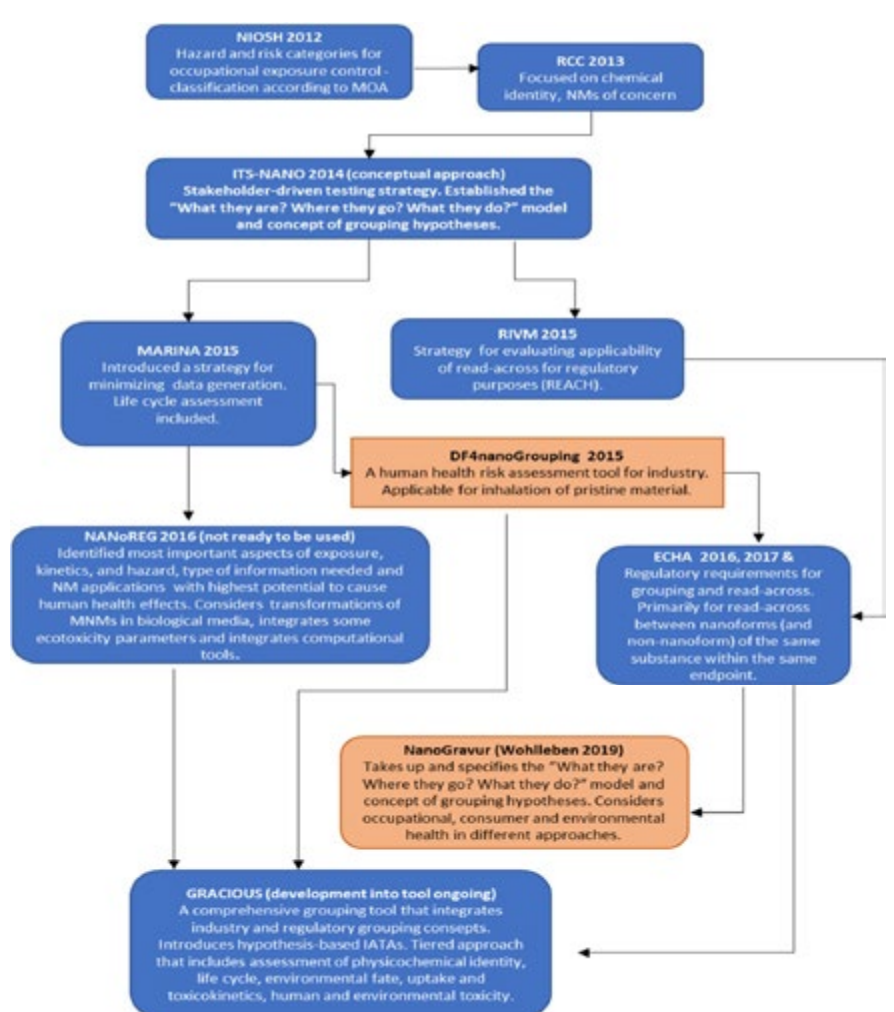 NIOSH 2012
Hazard and risk categories for
occupational exposure control -
classification according to MOA
RCC 2013
Focused on chemical
identity, NMs of concern
ITS-NANO 2014 (conceptual approach)
Stakeholder-driven testing strategy. Established the
"What they are? Where they go? What they do?" model
and concept of grouping hypotheses.
MARINA 2015
Introduced a strategy for
minimizing data generation.
Life cycle assessment
included.
RIVM 2015
Strategy for evaluating applicability
of read-across for regulatory
purposes (REACH).
DF4nanoGrouping 2015
A human health risk assessment tool for industry.
Applicable for inhalation of pristine material.
NANoREG 2016 (not ready to be used)
Identified most important aspects of exposure,
kinetics, and hazard, type of information needed and
NM applications with highest potential to cause
human health effects. Considers transformations of
MNMs in biological media, integrates some
ecotoxicity parameters and integrates computational
tools.
ECHA 2016, 2017 &
Regulatory requirements for
grouping and read-across.
Primarily for read-across
between nanoforms (and
non-nanoform) of the same
substance within the same
endpoint.
NanoGravur (Wohlleben 2019)
Takes up and specifies the "What they are?
Where they go? What they do?" model and
concept of grouping hypotheses. Considers
occupational, consumer and environmental
health in different approaches.
GRACIOUS (development into tool ongoing)
A comprehensive grouping tool that integrates
industry and regulatory grouping consepts.
Introduces hypothesis-based IATAs. Tiered approach
that includes assessment of physicochemical identity,
life cycle, environmental fate, uptake and
toxicokinetics, human and environmental toxicity.